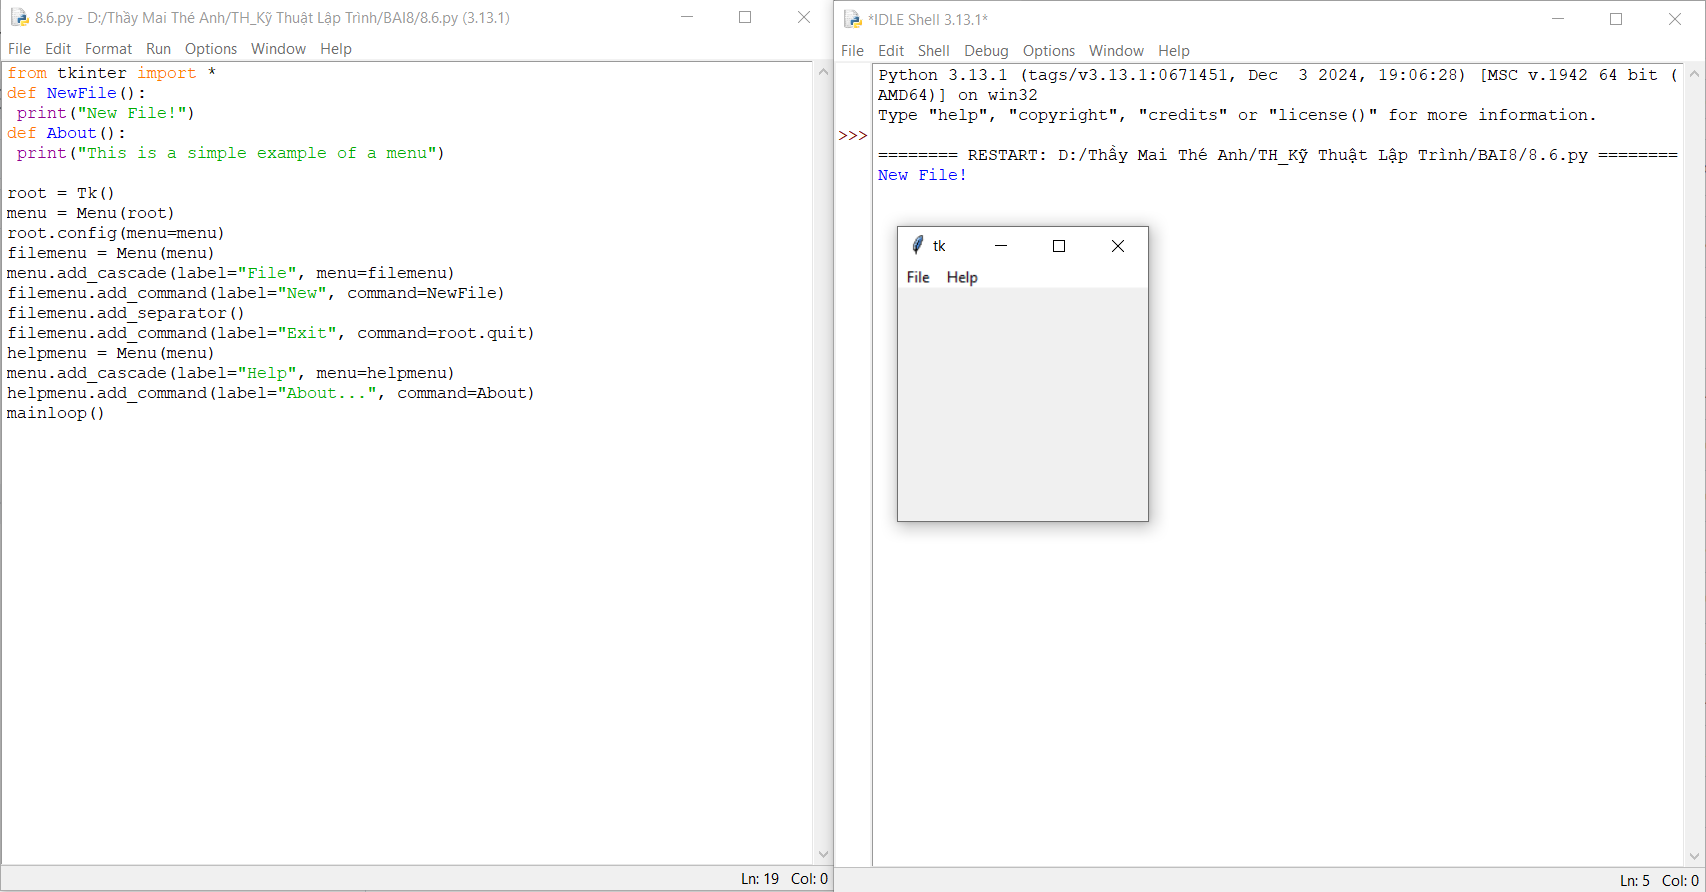 8.6.py - D:/Thầy Mai Thé Anh/TH_Kỹ Thuật Lập Trình/BAI8/8.6.py (3.13.1)
File Edit Format Run Options Window Help
from tkinter import *
def NewFile():
 print("New File!")
def About():
 print("This is a simple example of a menu")
root = Tk()
menu = Menu(root)
root.config(menu=menu)
filemenu = Menu(menu)
menu.add_cascade(label="File", menu=filemenu)
filemenu.add_command(label="New", command=NewFile)
filemenu.add_separator()
filemenu.add_command(label="Exit", command=root.quit)
helpmenu = Menu(menu)
menu.add_cascade(label="Help", menu=helpmenu)
helpmenu.add_command(label="About...", command=About)
mainloop()
Ln: 19 Col: 0
*IDLE Shell 3.13.1*
File Edit Shell Debug Options Window Help
Python 3.13.1 (tags/v3.13.1:0671451, Dec  3 2024, 19:06:28) [MSC v.1942 64 bit (
AMD64)] on win32
Type "help", "copyright", "credits" or "license()" for more information.
>>>
======== RESTART: D:/Thầy Mai Thé Anh/TH_Kỹ Thuật Lập Trình/BAI8/8.6.py ========
New File!
tk
File Help
Ln: 5 Col: 0